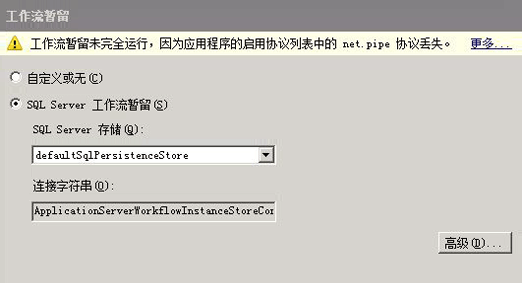 工作流暂留
工作流暂留未完全运行，因为应用程序的启用协议列表中的 net.pipe 协议丢失。 更多...
自定义或无(C)
SQL Server 工作流暂留(S)
SQL Server 存储(Q):
defaultSqlPersistenceStore
连接字符串(O):
ApplicationServerWorkflowInstanceStoreCor
高级(D)...